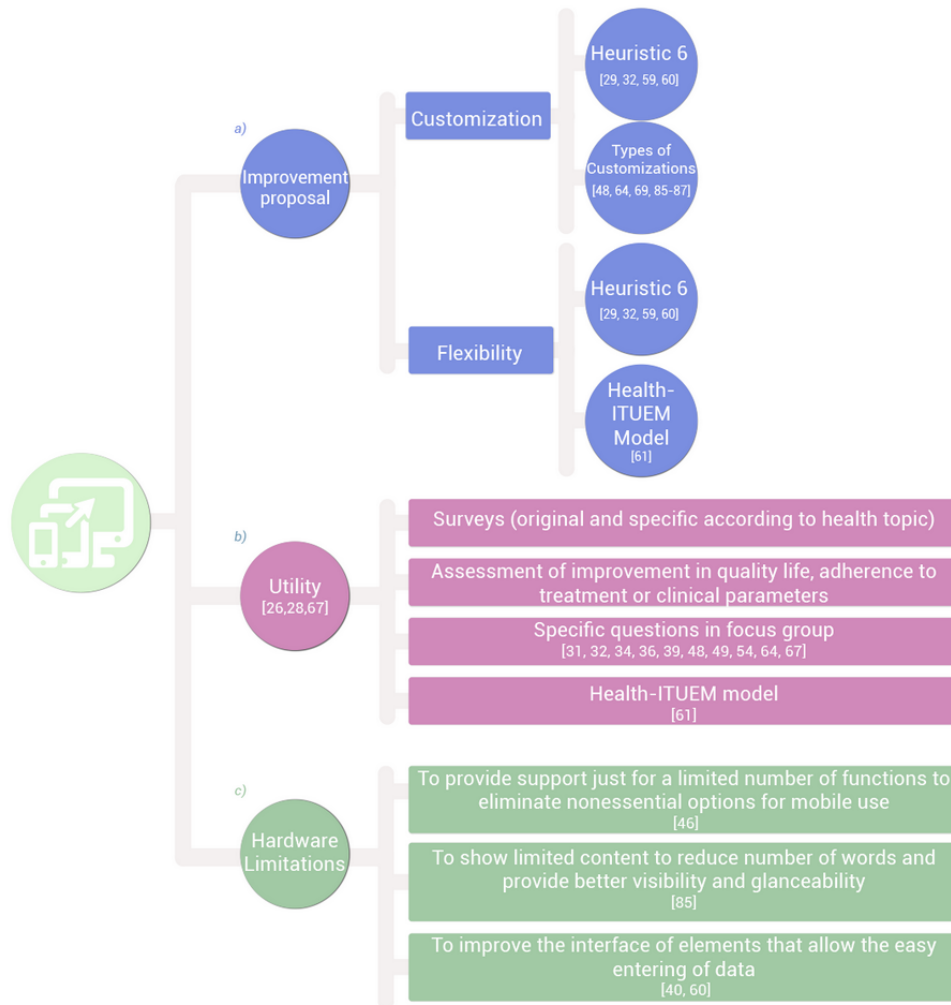 a)
Improvement
proposal
Customization
Heuristic 6
[29, 32, 59, 60]
Types of
Customizations
[48, 64, 69, 85-87]
Flexibility
Heuristic 6
[29, 32, 59, 60]
Health-
ITUEM
Model
[61]
b)
Utility
[26,28,67]
Surveys (original and specific according to health topic)
Assessment of improvement in quality life, adherence to
treatment or clinical parameters
Specific questions in focus group
[31, 32, 34, 36, 39, 48, 49, 54, 64, 67]
Health-ITUEM model
[61]
c)
Hardware
Limitations
To provide support just for a limited number of functions to
eliminate nonessential options for mobile use
[46]
To show limited content to reduce number of words and
provide better visibility and glanceability
[85]
To improve the interface of elements that allow the easy
entering of data
[40, 60]